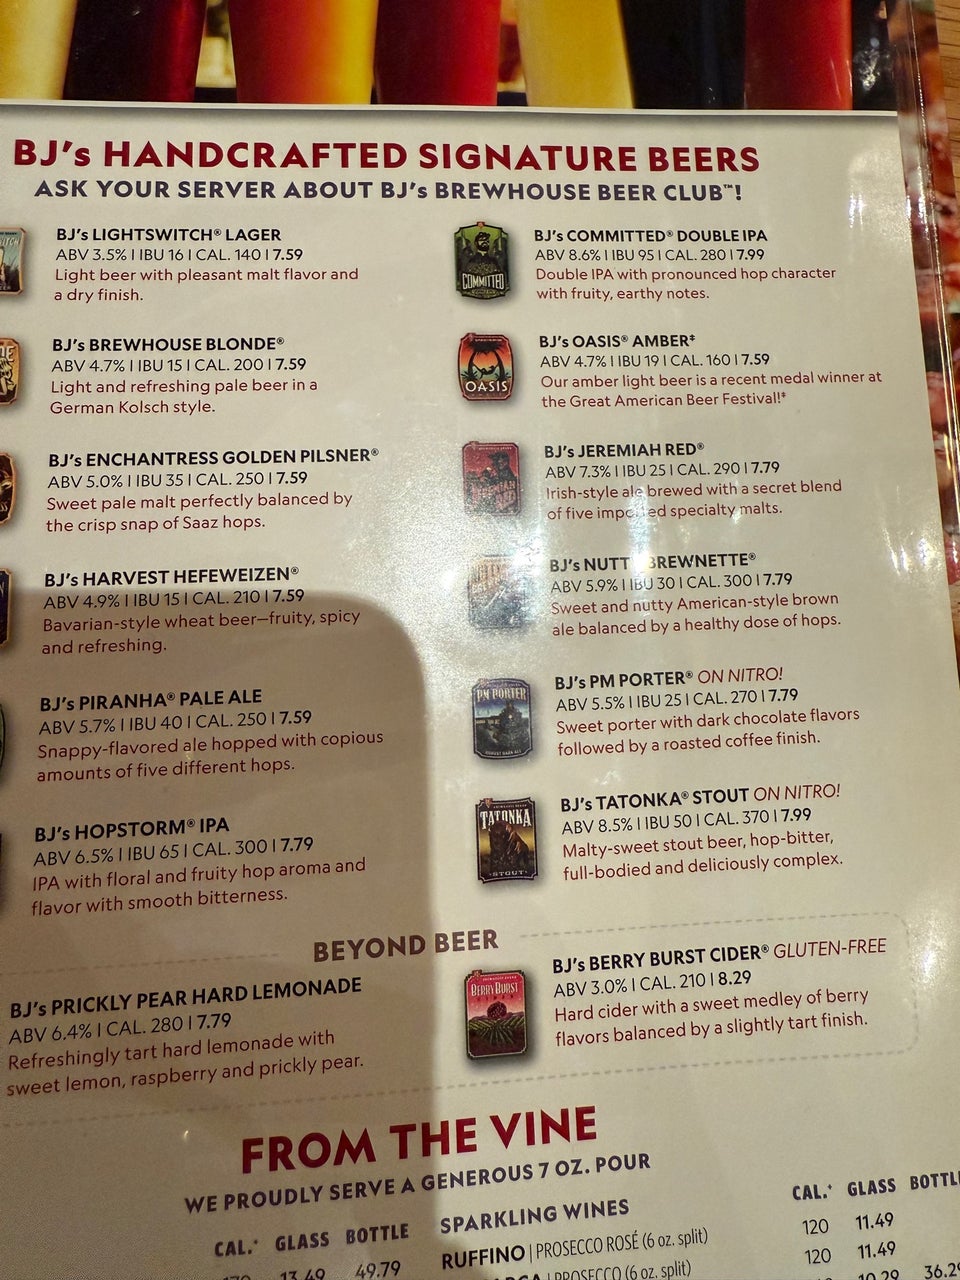 BJ's HANDCRAFTED SIGNATURE BEERS
ASK YOUR SERVER ABOUT BJ's BREWHOUSE BEER CLUB™!
BJ's LIGHTSWITCH® LAGER
ABV 3.5% | IBU 16 | CAL. 140 | 7.59
Light beer with pleasant malt flavor and
a dry finish.
BJ's BREWHOUSE BLONDE®
ABV 4.7% | IBU 15 | CAL. 200 | 7.59
Light and refreshing pale beer in a
German Kolsch style.
BJ's ENCHANTRESS GOLDEN PILSNER®
ABV 5.0% | IBU 35 | CAL. 250 | 7.59
Sweet pale malt perfectly balanced by
the crisp snap of Saaz hops.
BJ's HARVEST HEFEWEIZEN®
ABV 4.9% | IBU 15 | CAL. 210 | 7.59
Bavarian-style wheat beer—fruity, spicy
and refreshing.
BJ's PIRANHA® PALE ALE
ABV 5.7% | IBU 40 | CAL. 250 | 7.59
Snappy-flavored ale hopped with copious
amounts of five different hops.
BJ's HOPSTORM® IPA
ABV 6.5% | IBU 65 | CAL. 300 | 7.79
IPA with floral and fruity hop aroma and
flavor with smooth bitterness.
COMMITTED
BJ's COMMITTED® DOUBLE IPA
ABV 8.6% | IBU 95 | CAL. 280 | 7.99
Double IPA with pronounced hop character
with fruity, earthy notes.
OASIS
BJ's OASIS® AMBER‡
ABV 4.7% | IBU 19 | CAL. 160 | 7.59
Our amber light beer is a recent medal winner at
the Great American Beer Festival!‡
BJ's JEREMIAH RED®
ABV 7.3% | IBU 25 | CAL. 290 | 7.79
Irish-style ale brewed with a secret blend
of five imported specialty malts.
BJ's NUTTY BREWNETTE®
ABV 5.9% | IBU 30 | CAL. 300 | 7.79
Sweet and nutty American-style brown
ale balanced by a healthy dose of hops.
PM PORTER
BJ's PM PORTER® ON NITRO!
ABV 5.5% | IBU 25 | CAL. 270 | 7.79
Sweet porter with dark chocolate flavors
followed by a roasted coffee finish.
TATONKA
STOUT
BJ's TATONKA® STOUT ON NITRO!
ABV 8.5% | IBU 50 | CAL. 370 | 7.99
Malty-sweet stout beer, hop-bitter,
full-bodied and deliciously complex.
BEYOND BEER
BJ's PRICKLY PEAR HARD LEMONADE
ABV 6.4% | CAL. 280 | 7.79
Refreshingly tart hard lemonade with
sweet lemon, raspberry and prickly pear.
BERRY BURST
BJ's BERRY BURST CIDER® GLUTEN-FREE
ABV 3.0% | CAL. 210 | 8.29
Hard cider with a sweet medley of berry
flavors balanced by a slightly tart finish.
FROM THE VINE
WE PROUDLY SERVE A GENEROUS 7 OZ. POUR
CAL.* GLASS BOTTLE
13.49 49.79
SPARKLING WINES
CAL.* GLASS BOTTL
RUFFINO | PROSECCO ROSÉ (6 oz. split) 120 11.49
PROSECCO (6 oz. split) 120 11.49